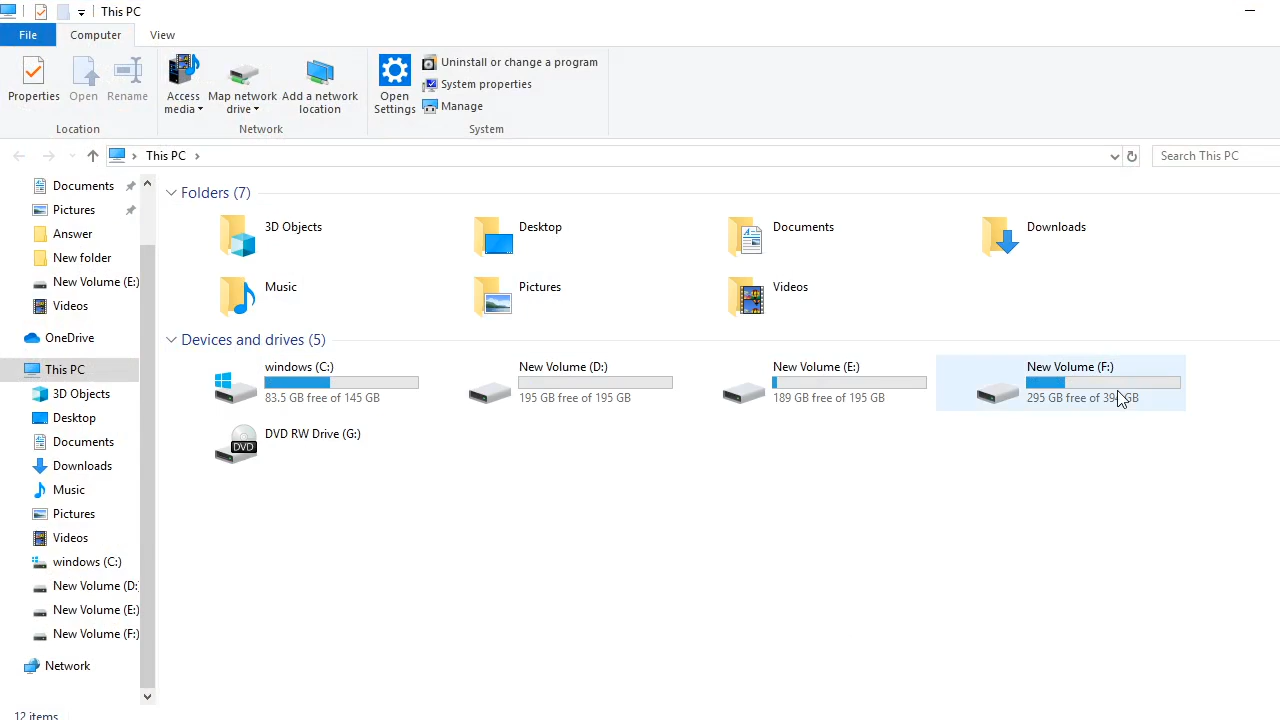 This PC
File Computer View
Properties Open Rename Access media Map network drive Add a network location Open Settings Uninstall or change a program
System properties
Manage
Location Network System
This PC Search This PC
Documents
Pictures
Answer
New folder
New Volume (E:)
Videos
OneDrive
This PC
3D Objects
Desktop
Documents
Downloads
Music
Pictures
Videos
windows (C:)
New Volume (D:
New Volume (E:)
New Volume (F:)
Network
Folders (7)
3D Objects Desktop Documents Downloads
Music Pictures Videos
Devices and drives (5)
windows (C:) New Volume (D:) New Volume (E:) New Volume (F:)
83.5 GB free of 145 GB 195 GB free of 195 GB 189 GB free of 195 GB 295 GB free of GB
DVD RW Drive (G:)
DVD
12 items